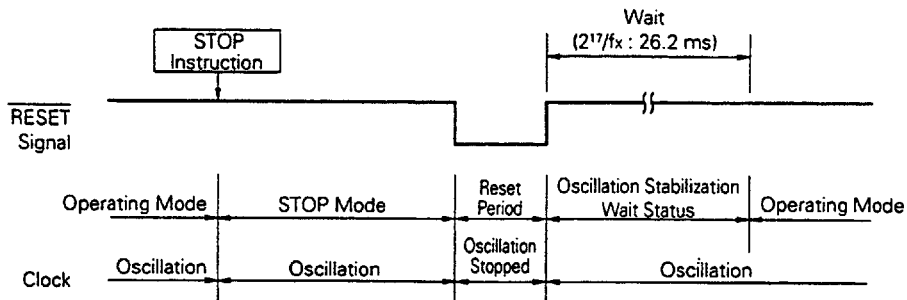 Wait
(2¹⁷/fx : 26.2 ms)
STOP
Instruction
RESET
Signal
Operating Mode
STOP Mode
Reset
Period
Oscillation Stabilization
Wait Status
Operating Mode
Clock
Oscillation
Oscillation
Oscillation
Stopped
Oscillation